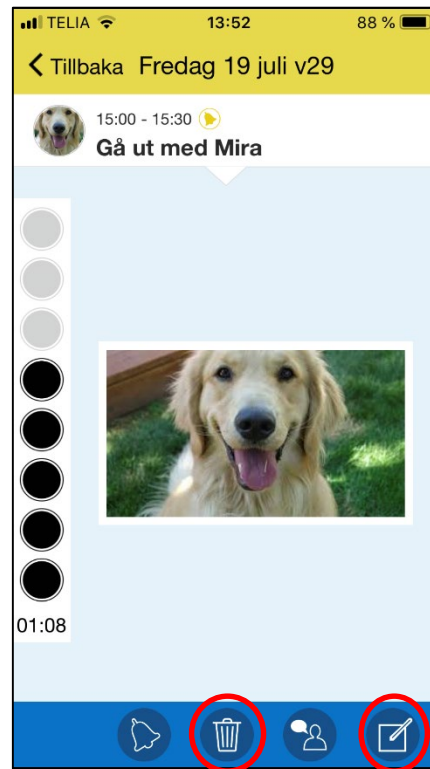 TELIA 13:52 88 %
Tillbaka Fredag 19 juli v29
15:00 - 15:30
Gå ut med Mira
01:08